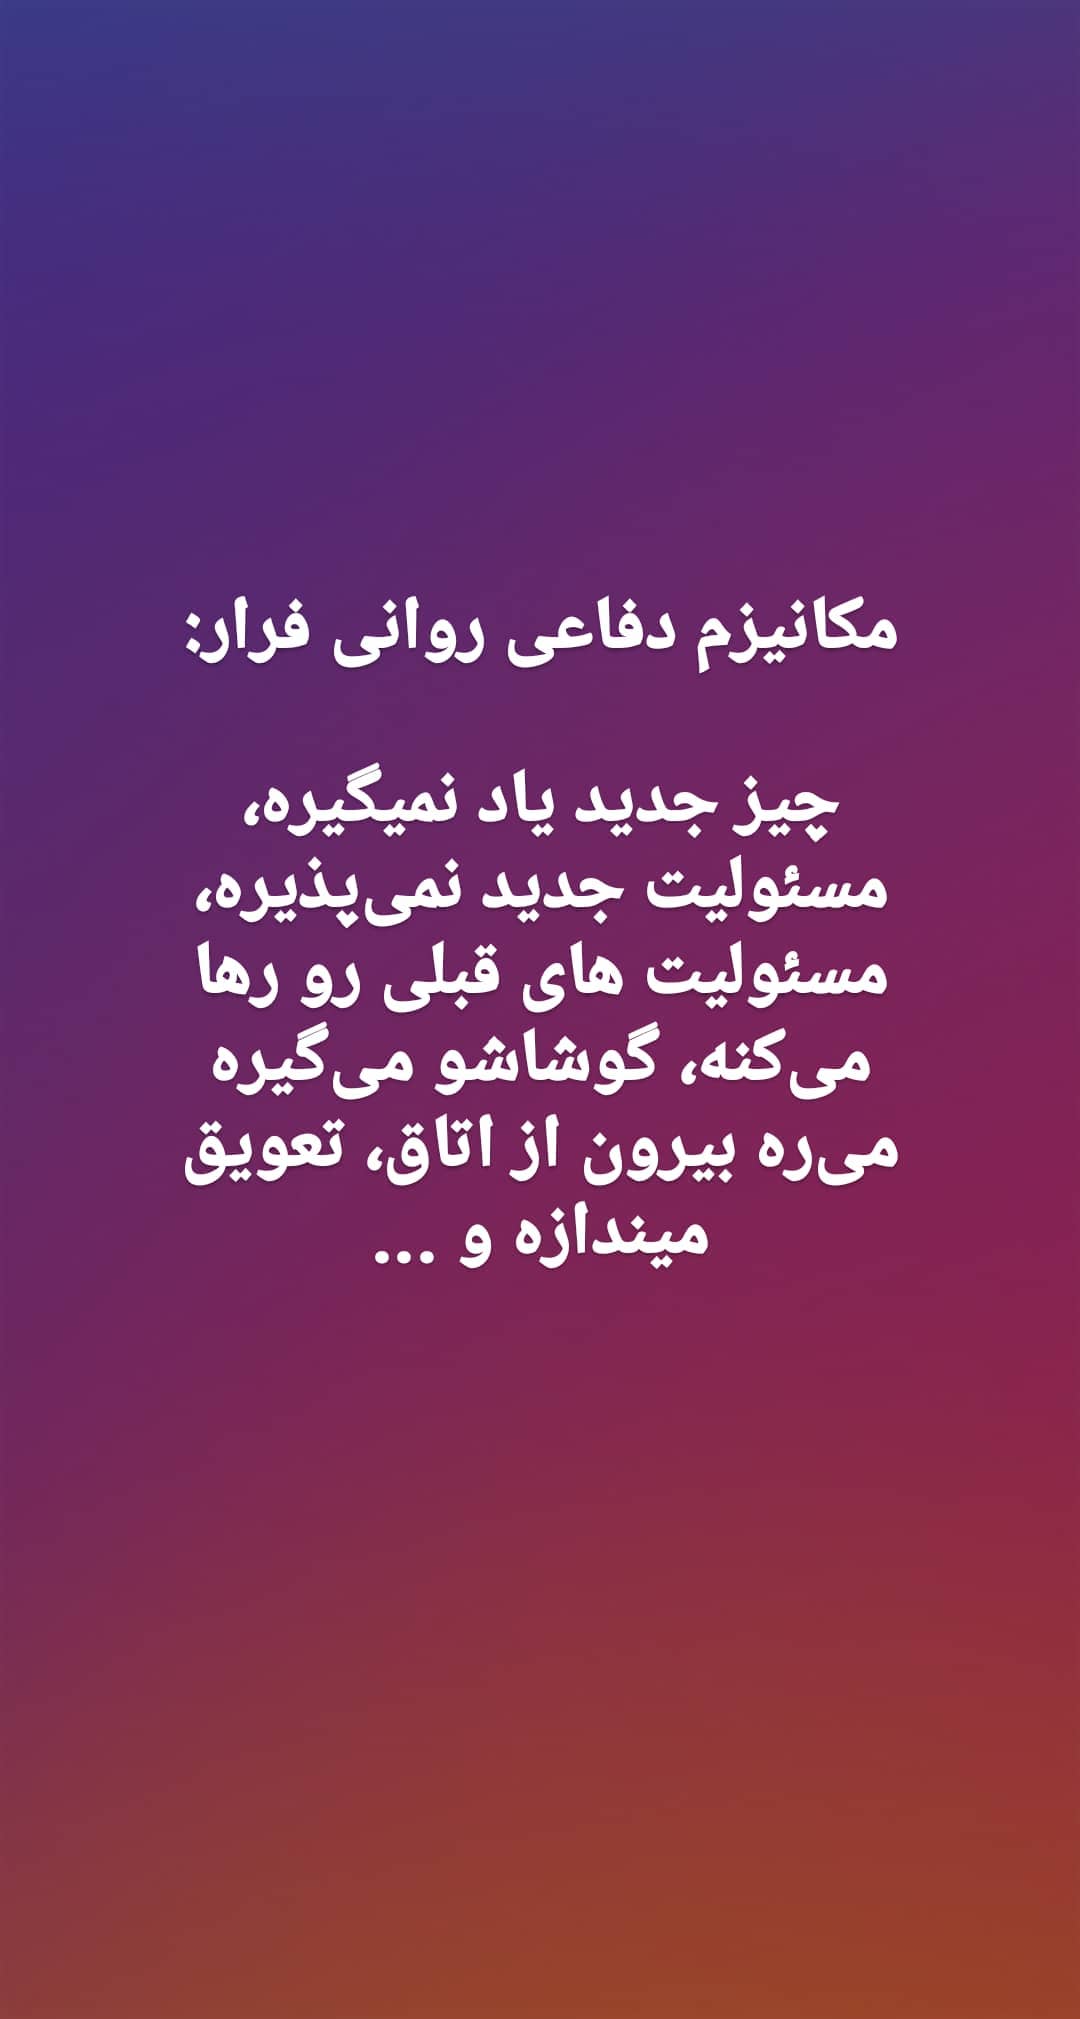 مکانیزم دفاعی روانی فرار:
چیز جدید یاد نمیگیره،
مسئولیت جدید نمی‌پذیره،
مسئولیت های قبلی رو رها
می‌کنه، گوشاشو می‌گیره
می‌ره بیرون از اتاق، تعویق
میندازه و ...